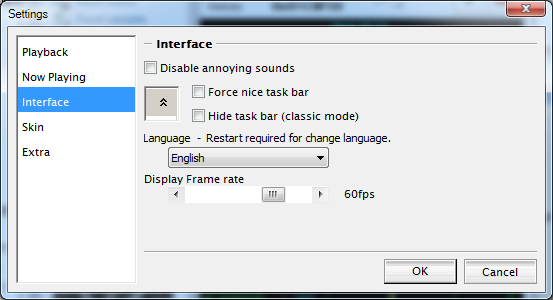 Settings
Playback
Now Playing
Interface
Skin
Extra
Interface
Disable annoying sounds
Force nice task bar
Hide task bar (classic mode)
Language - Restart required for change language.
English
Display Frame rate
60fps
OK
Cancel